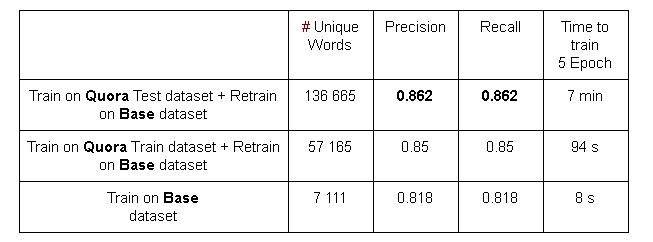 # Unique Words Precision Recall Time to train 5 Epoch
Train on Quora Test dataset + Retrain on Base dataset 136 665 0.862 0.862 7 min
Train on Quora Train dataset + Retrain on Base dataset 57 165 0.85 0.85 94 s
Train on Base dataset 7 111 0.818 0.818 8 s